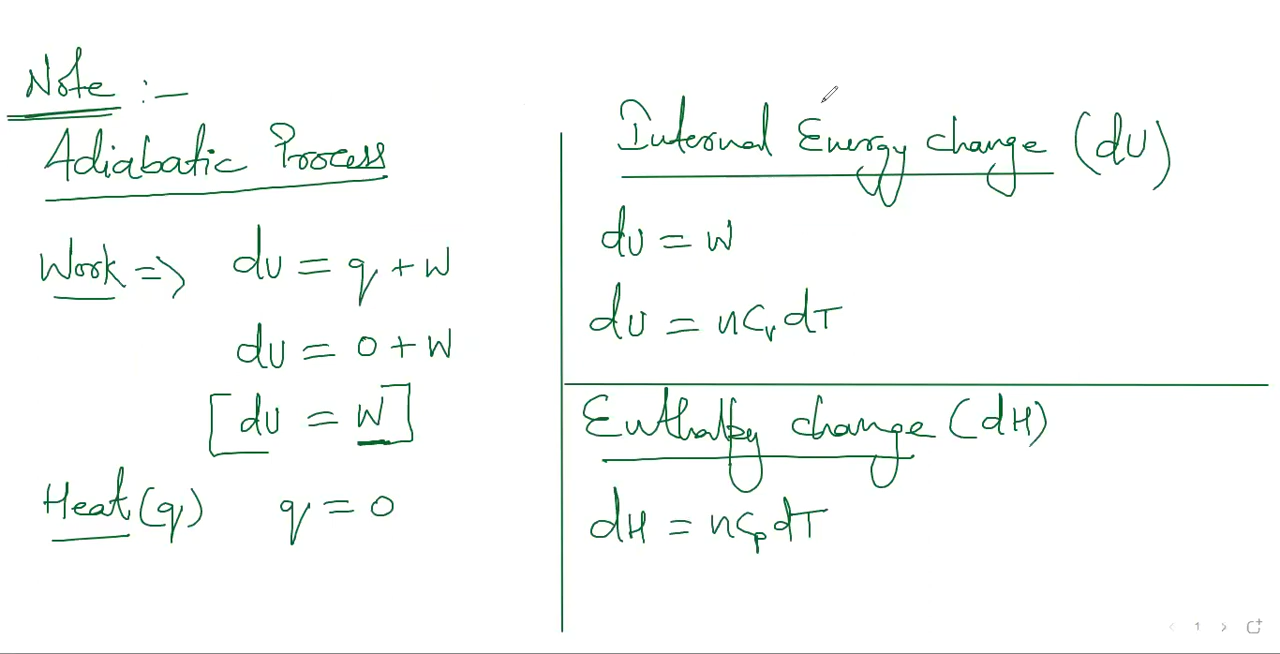 Note :-
Adiabatic Process
Work => dU = q + W
dU = 0 + W
[dU = W]
Heat (q) q = 0
Internal Energy change (dU)
dU = W
dU = nCvdT
Enthalpy change (dH)
dH = nCpdT
1